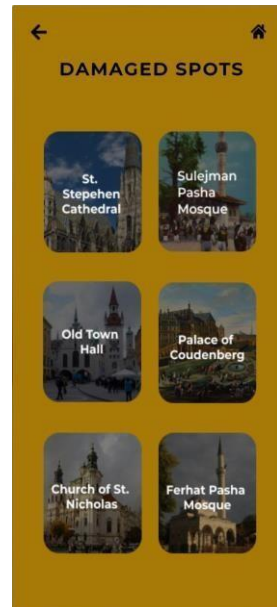 DAMAGED SPOTS
St.
Stepehen
Cathedral
Sulejman
Pasha
Mosque
Old Town
Hall
Palace of
Coudenberg
Church of St.
Nicholas
Ferhat Pasha
Mosque